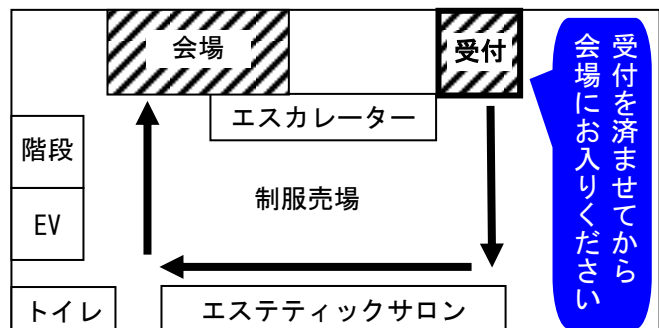 会場
受付
受付を済ませてから
会場にお入りください
エスカレーター
階段
制服売場
EV
トイレ
エステティックサロン